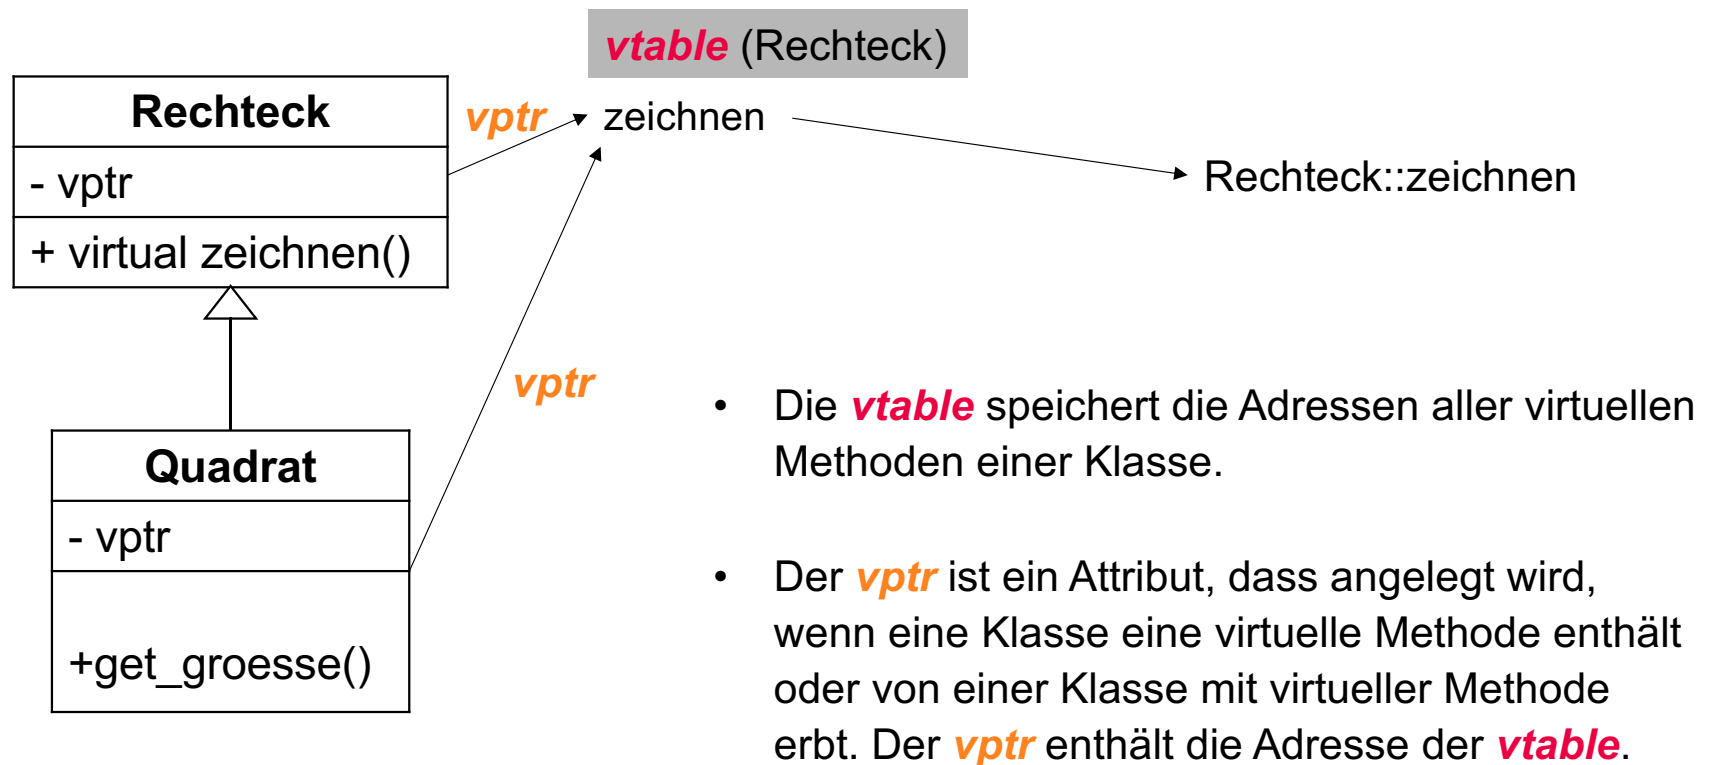 vtable (Rechteck)
Rechteck
- vptr
+ virtual zeichnen()
vptr
zeichnen
Rechteck::zeichnen
vptr
Quadrat
- vptr
+get_groesse()
• Die vtable speichert die Adressen aller virtuellen
Methoden einer Klasse.
• Der vptr ist ein Attribut, dass angelegt wird,
wenn eine Klasse eine virtuelle Methode enthält
oder von einer Klasse mit virtueller Methode
erbt. Der vptr enthält die Adresse der vtable.